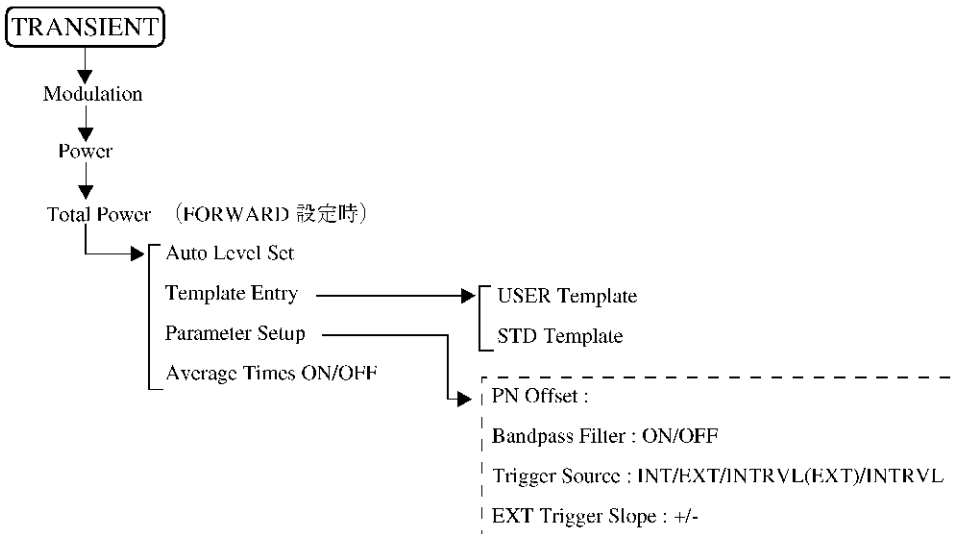 TRANSIENT
Modulation
Power
Total Power （FORWARD 設定時）
Auto Level Set
Template Entry
USER Template
Parameter Setup
STD Template
Average Times ON/OFF
PN Offset :
Bandpass Filter : ON/OFF
Trigger Source : INT/EXT/INTRVL(EXT)/INTRVL
EXT Trigger Slope : +/-